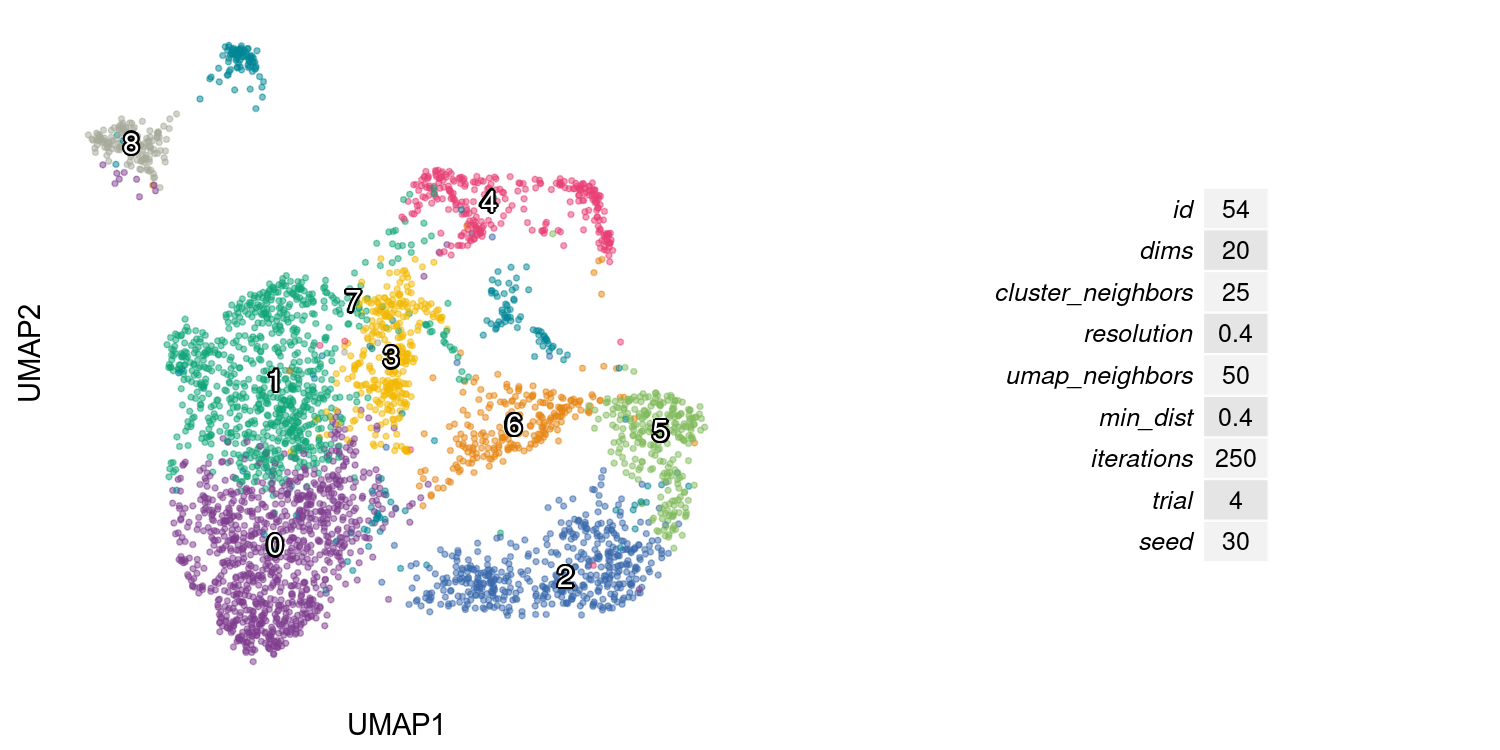 8
4
7
3
1
6
5
0
2
UMAP2
UMAP1
id 54
dims 20
cluster_neighbors 25
resolution 0.4
umap_neighbors 50
min_dist 0.4
iterations 250
trial 4
seed 30